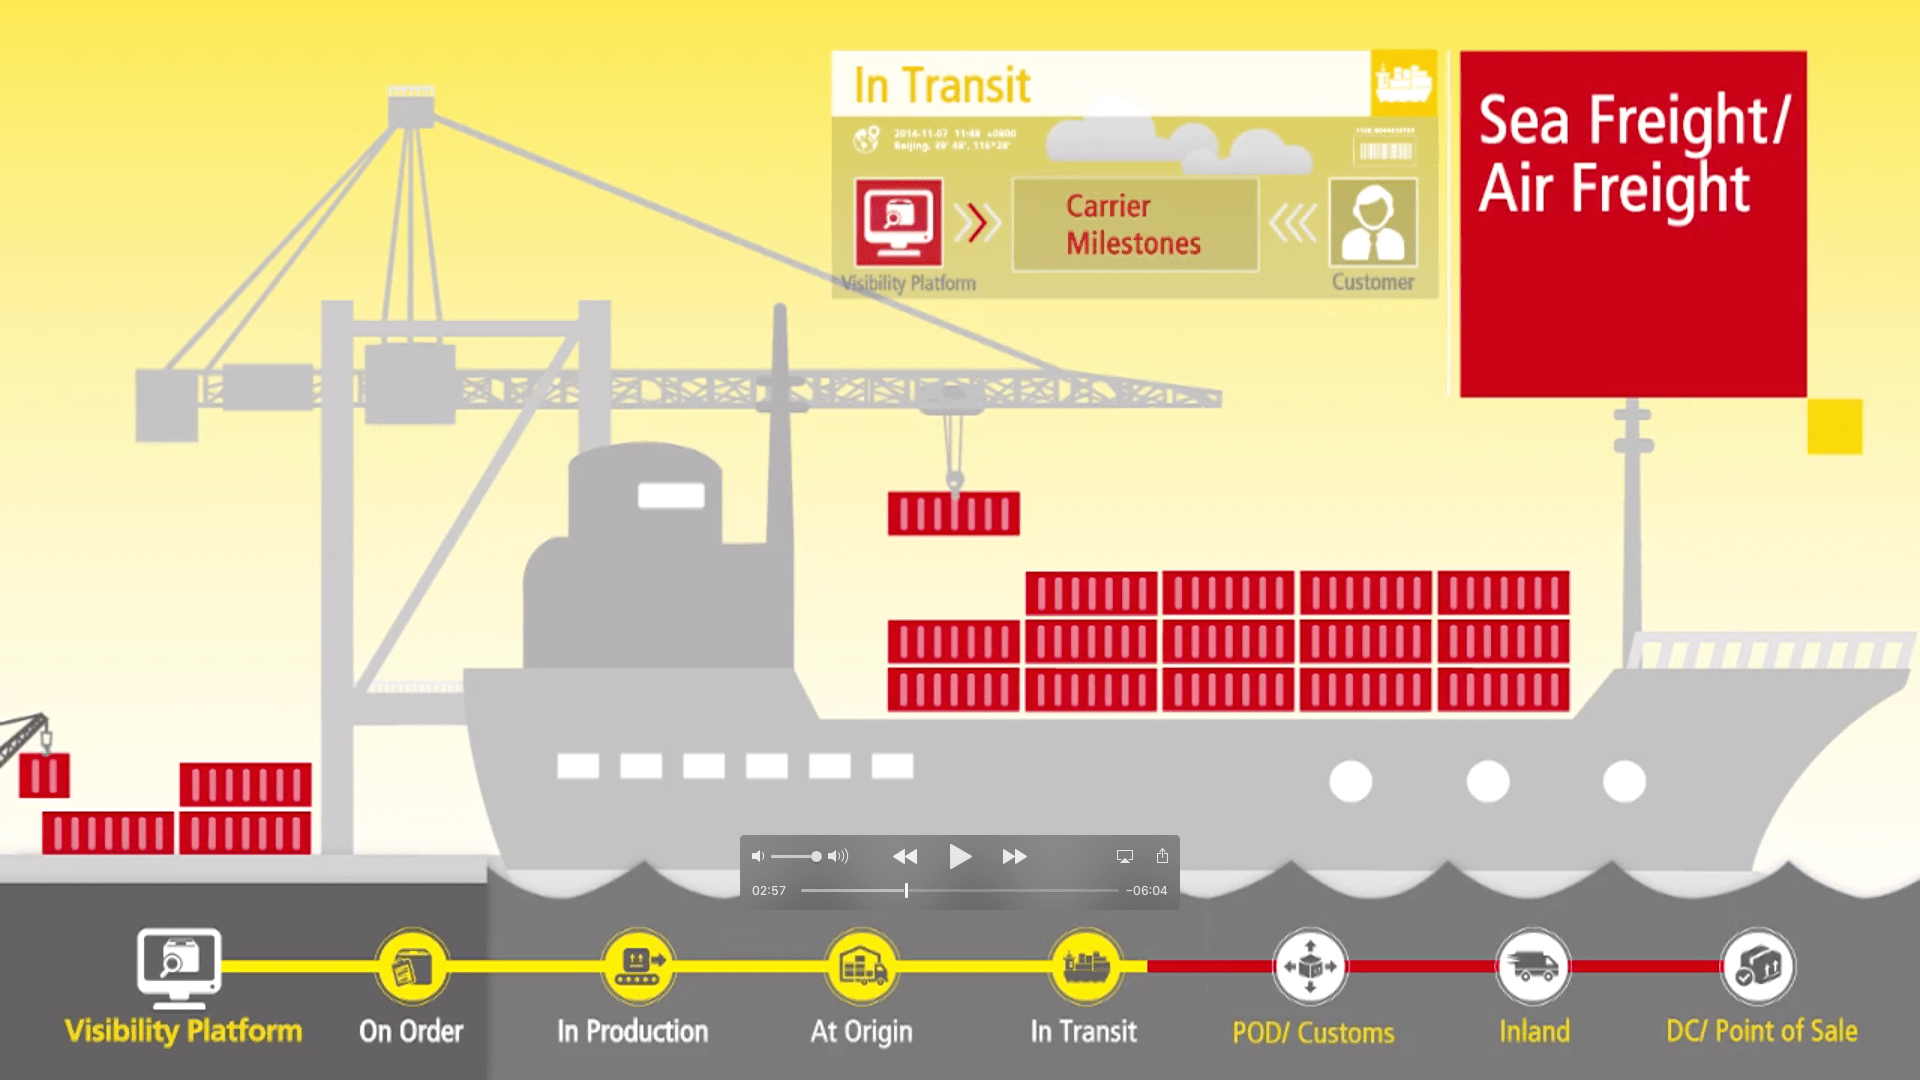 In Transit
2014-11-07 11:48 +0800
Beijing, 39° 48', 116°28'
Sea Freight/
Air Freight
Carrier
Milestones
Visibility Platform
Customer
02:57
-06:04
Visibility Platform
On Order
In Production
At Origin
In Transit
POD/ Customs
Inland
DC/ Point of Sale